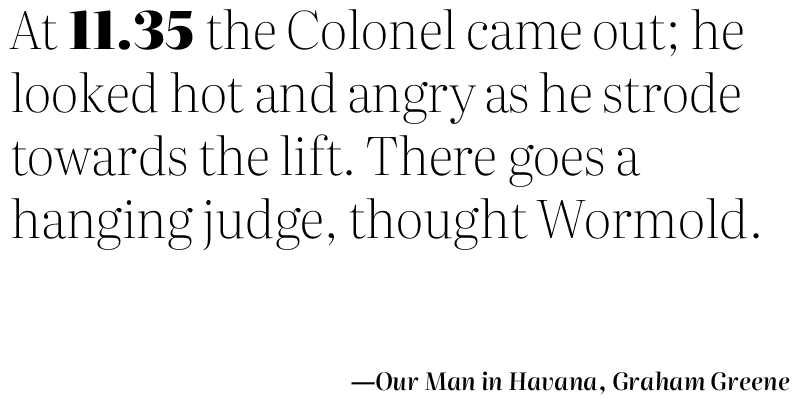 At 11.35 the Colonel came out; he
looked hot and angry as he strode
towards the lift. There goes a
hanging judge, thought Wormold.
—Our Man in Havana, Graham Greene